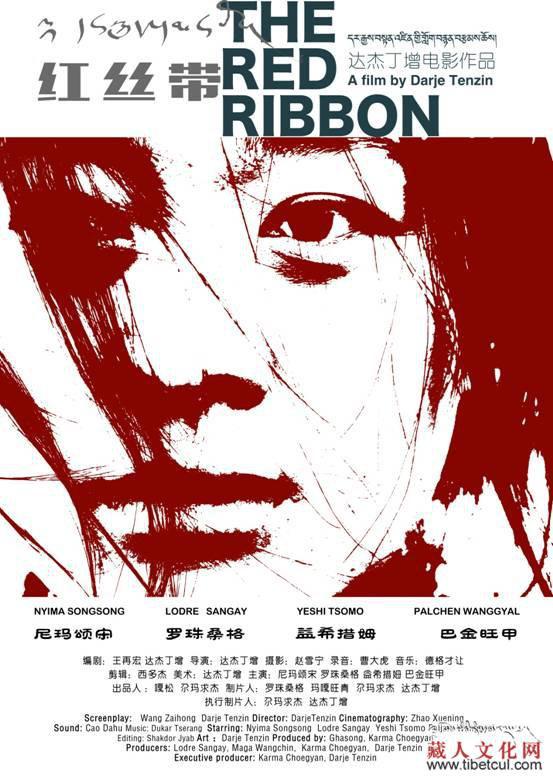 THE
RED
RIBBON
红丝带
དར་རྒྱས་བསྟན་འཛིན་གྱི་གློག་བརྙན་བརྩམས་ཆོས།
达杰丁增电影作品
A film by Darje Tenzin
NYIMA SONGSONG LODRE SANGAY YESHI TSOMO PALCHEN WANGGYAL
尼玛颂宋 罗珠桑格 益希措姆 巴金旺甲
编剧：王再宏 达杰丁增 导演：达杰丁增 摄影：赵雪宁 录音：曹大虎 音乐：德格才让
剪辑：西多杰 美术：达杰丁增 主演：尼玛颂宋 罗珠桑格 益希措姆 巴金旺甲
出品人：嘎松 尕玛求杰 制片人：罗珠桑格 玛嘎旺青 尕玛求杰 达杰丁增
执行制片人：尕玛求杰 达杰丁增
Screenplay: Wang Zaihong Darje Tenzin Director: DarjeTenzin Cinematography: Zhao Xuening
Sound: Cao Dahu Music: Dukar Tserang Starring: Nyima Songsong Lodre Sangay Yeshi Tsomo
Editing: Shakdor Jyab Art : Darje Tenzin Produced by: Ghasong, Karma Choegyan
Producers: Lodre Sangay, Maga Wangchin, Karma Choegyan, Darje Tenzin
Executive producer: Karma Choegyan, Darje Tenzin
藏人文化网
www.tibetcul.com